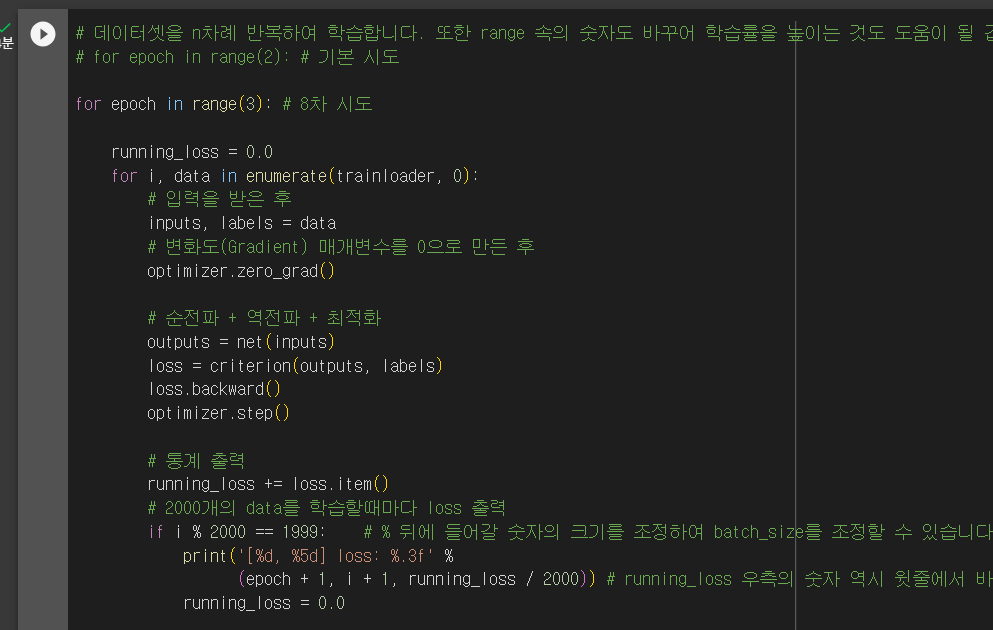 # 데이터셋을 n차례 반복하여 학습합니다. 또한 range 속의 숫자도 바꾸어 학습률을 높이는 것도 도움이 될
분
# for epoch in range(2): # 기본 시도
for epoch in range(3): # 8차 시도
running_loss = 0.0
for i, data in enumerate(trainloader, 0):
# 입력을 받은 후
inputs, labels = data
# 변화도(Gradient) 매개변수를 0으로 만든 후
optimizer.zero_grad()
# 순전파 + 역전파 + 최적화
outputs = net(inputs)
loss = criterion(outputs, labels)
loss.backward()
optimizer.step()
# 통계 출력
running_loss += loss.item()
# 2000개의 data를 학습할때마다 loss 출력
if i % 2000 == 1999: # % 뒤에 들어갈 숫자의 크기를 조정하여 batch_size를 조정할 수 있습니다
print('[%d, %5d] loss: %.3f' %
(epoch + 1, i + 1, running_loss / 2000)) # running_loss 우측의 숫자 역시 윗줄에서 바
running_loss = 0.0